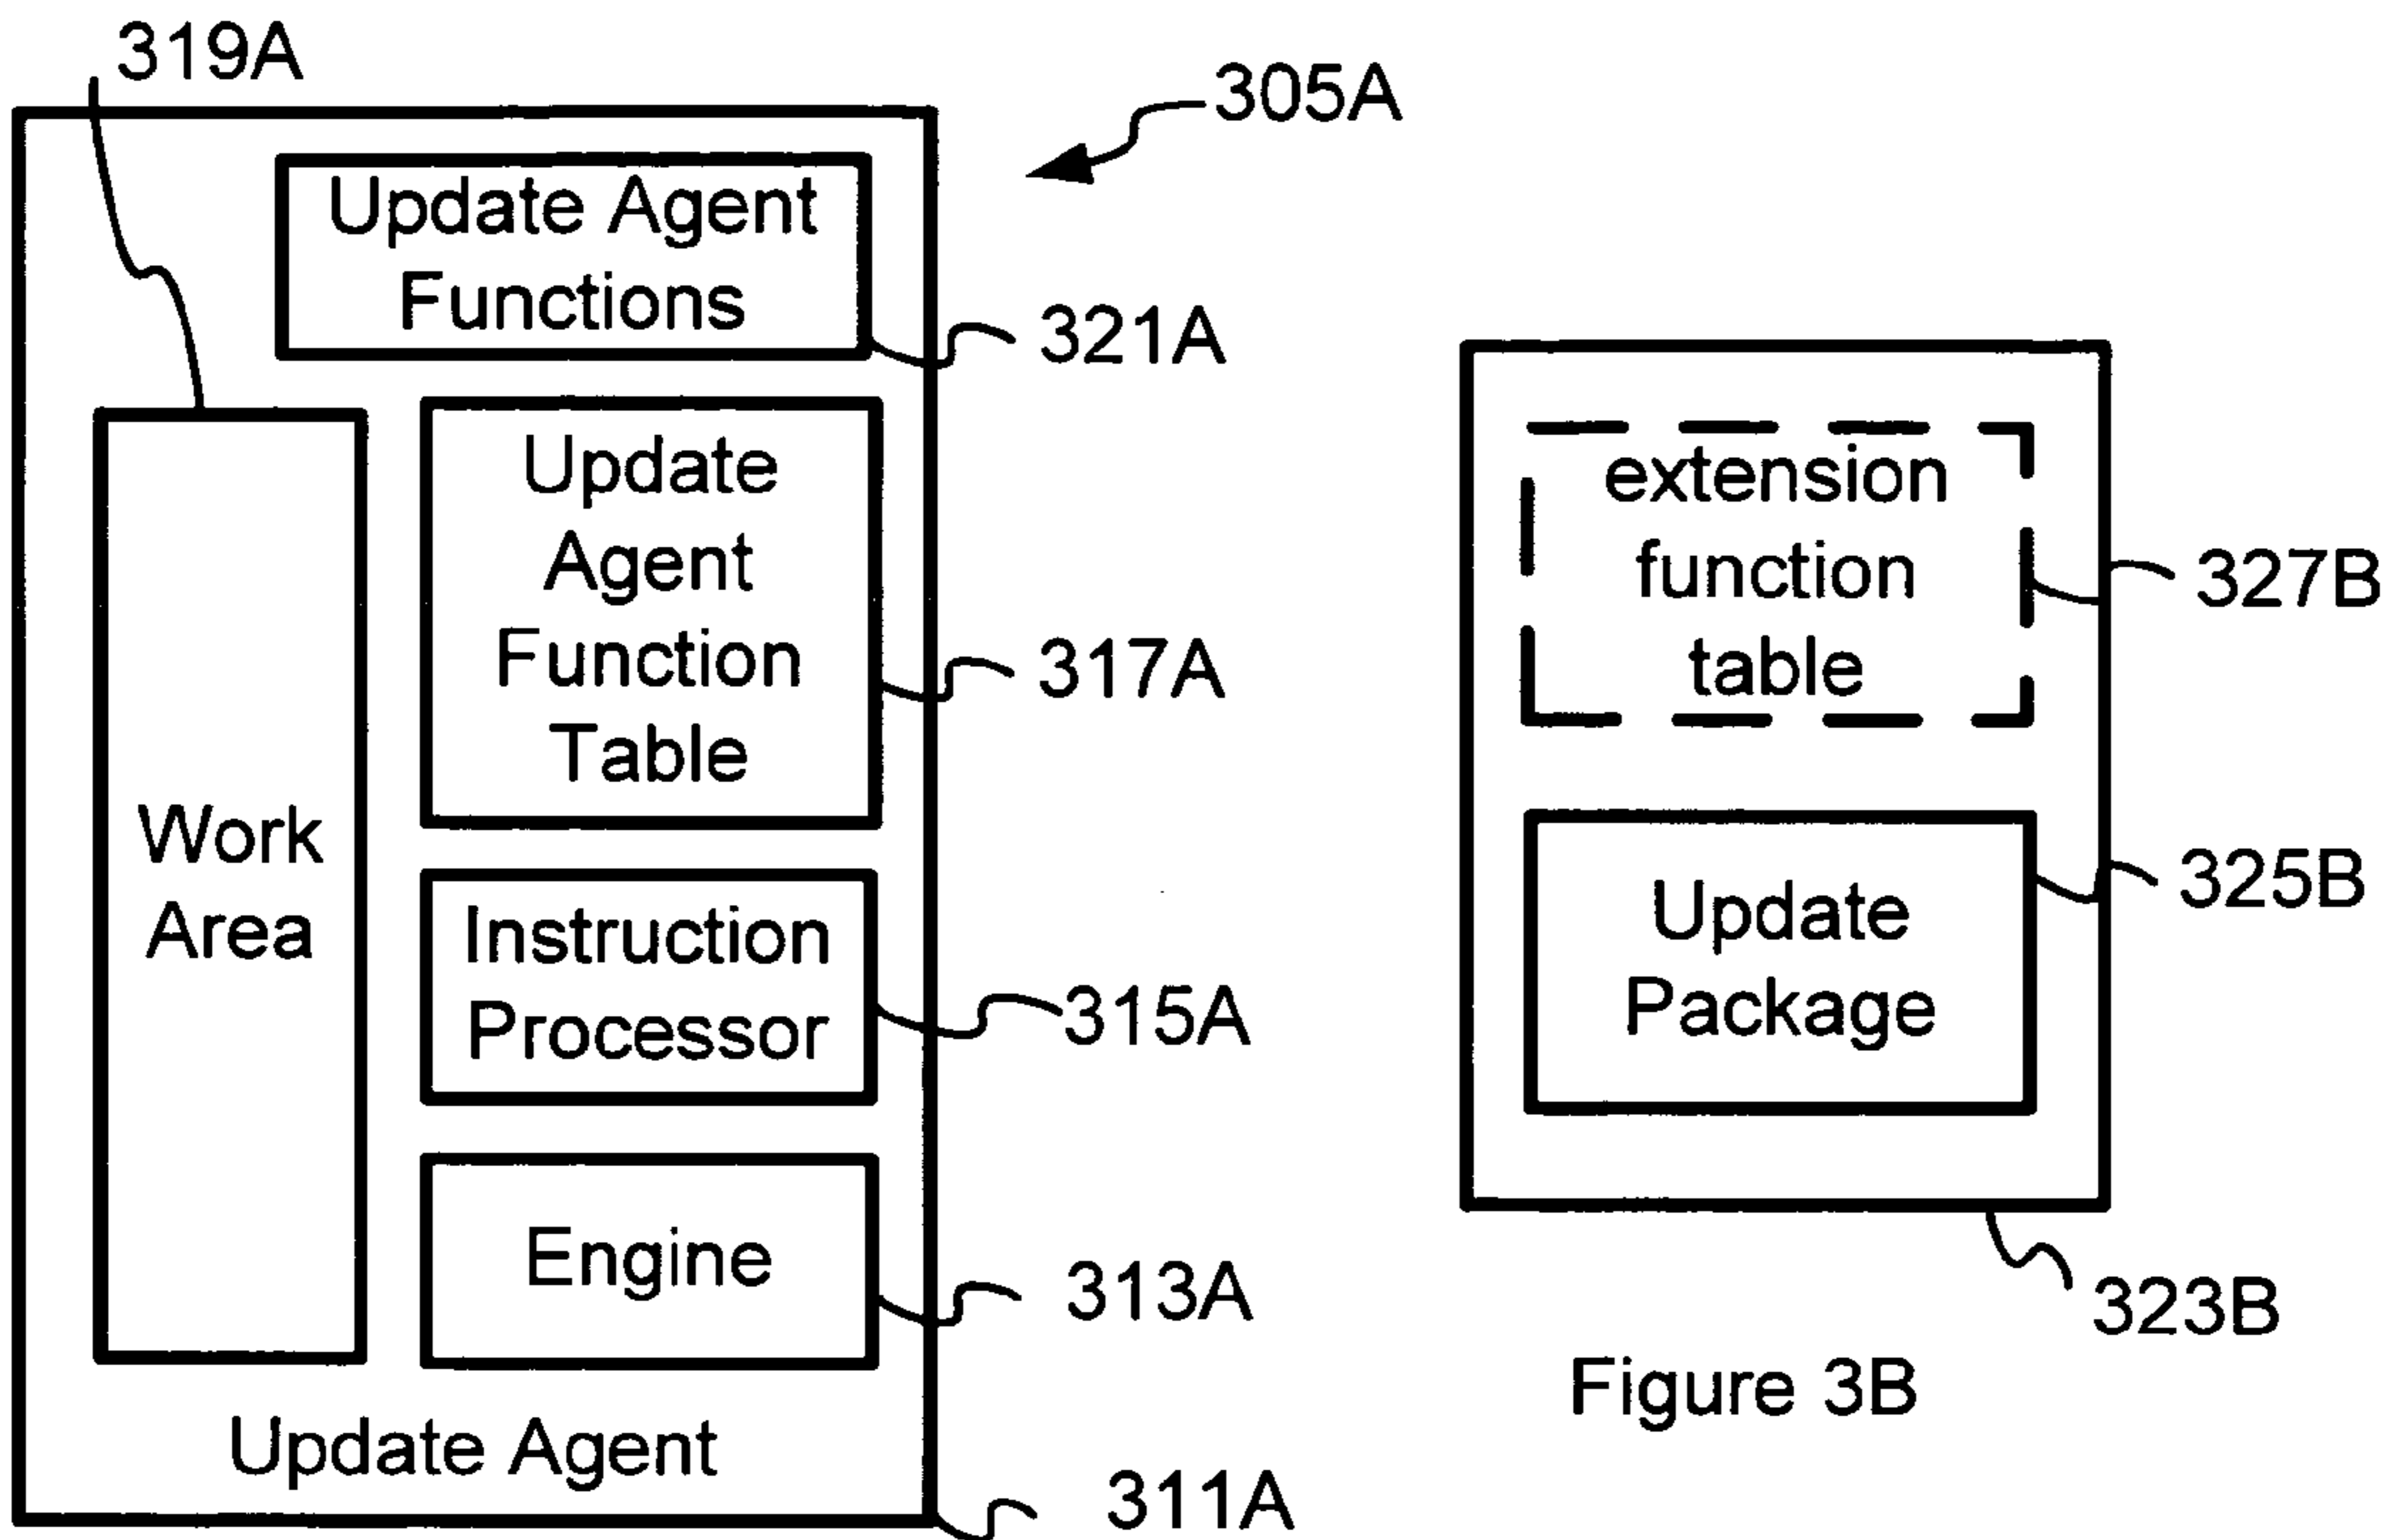 319A
305A
Update Agent
Functions
321A
Update
Agent
Function
Table
317A
Work
Area
Instruction
Processor
315A
Engine
313A
Update Agent
311A
extension
function
table
327B
Update
Package
325B
323B
Figure 3B